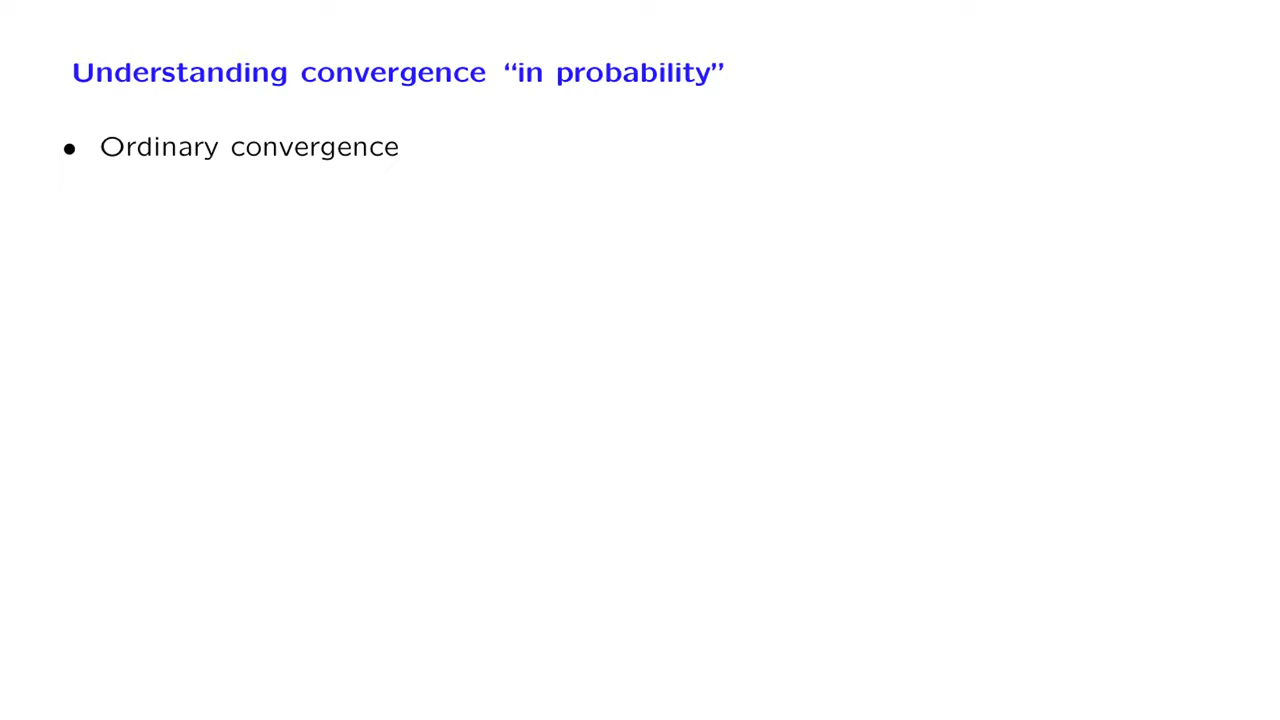 Understanding convergence “in probability”
• Ordinary convergence